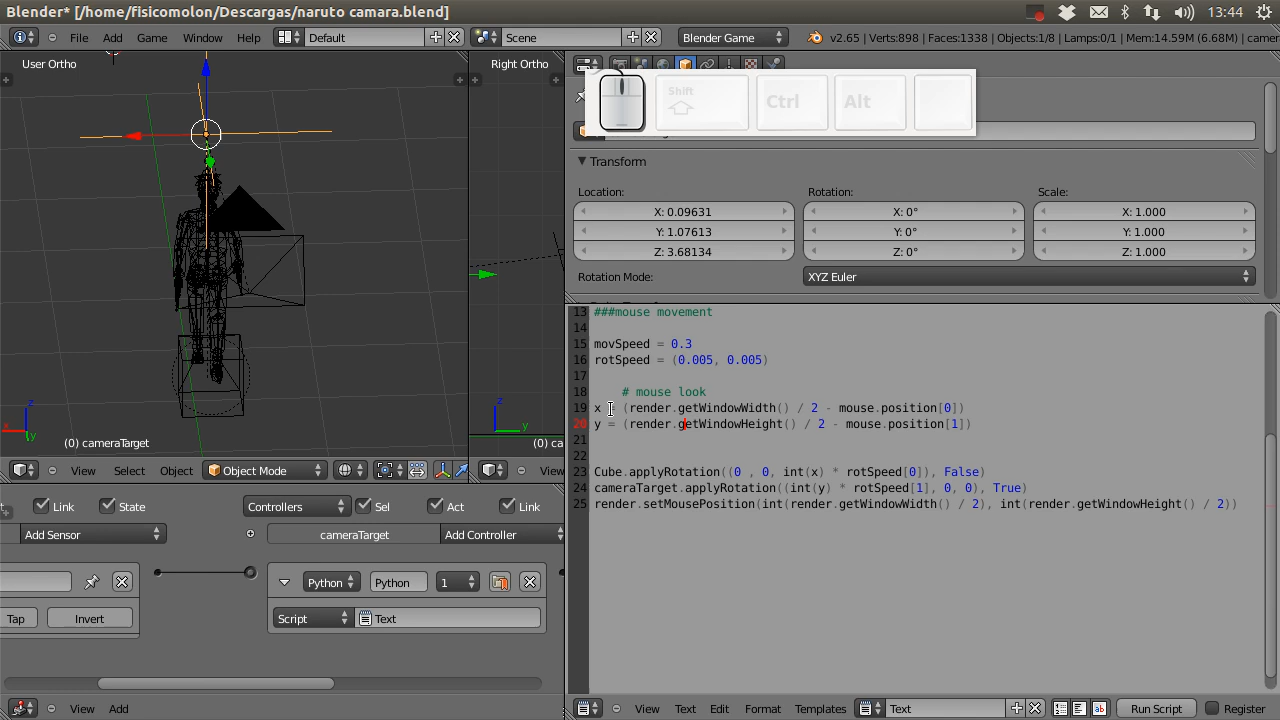 Blender* [/home/fisicomolon/Descargas/naruto camara.blend]
13:44
File Add Game Window Help
Default
Scene
Blender Game
v2.65 | Verts:898 | Faces:1338 | Objects:1/8 | Lamps:0/1 | Mem:14.59M (6.68M) | camer
User Ortho
Right Ortho
Shift
Ctrl
Alt
Transform
Location:
Rotation:
Scale:
X: 0.09631
X: 0°
X: 1.000
Y: 1.07613
Y: 0°
Y: 1.000
Z: 3.68134
Z: 0°
Z: 1.000
Rotation Mode:
XYZ Euler
13 ###mouse movement
14
15 movSpeed = 0.3
16 rotSpeed = (0.005, 0.005)
17
18     # mouse look
19 x   (render.getWindowWidth() / 2 - mouse.position[0])
20 y = (render.getWindowHeight() / 2 - mouse.position[1])
21
22
23 Cube.applyRotation((0 , 0, int(x) * rotSpeed[0]), False)
24 cameraTarget.applyRotation((int(y) * rotSpeed[1], 0, 0), True)
25 render.setMousePosition(int(render.getWindowWidth() / 2), int(render.getWindowHeight() / 2))
z
y
x
z
y
(0) cameraTarget
(0) ca
View Select Object
Object Mode
View
Link
State
Controllers
Sel
Act
Link
Add Sensor
cameraTarget
Add Controller
Python
Python
1
Tap
Invert
Script
Text
View Add
View Text Edit Format Templates
Text
Run Script
Register